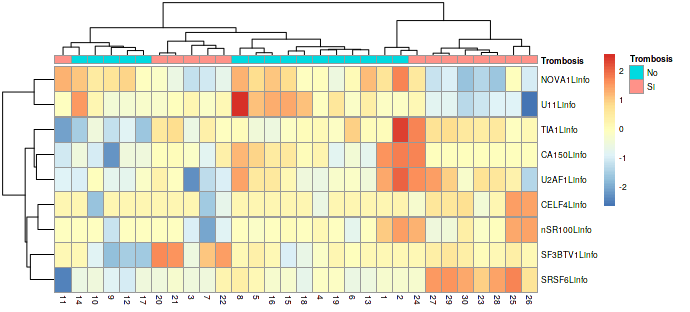 Trombosis
NOVA1Linfo
U11Linfo
TIA1Linfo
CA150Linfo
U2AF1Linfo
CELF4Linfo
nSR100Linfo
SF3BTV1Linfo
SRSF6Linfo
11 14 10 9 12 17 20 21 3 7 22 8 5 16 15 18 4 19 6 13 1 2 24 27 29 30 23 28 25 26
2
1
0
-1
-2
Trombosis
No
SI